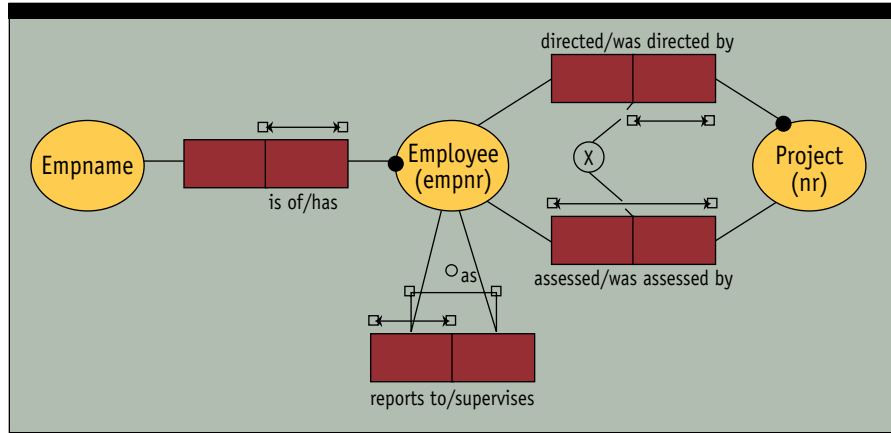 directed/was directed by
Empname
is of/has
Employee
(empnr)
X
Project
(nr)
assessed/was assessed by
as
reports to/supervises